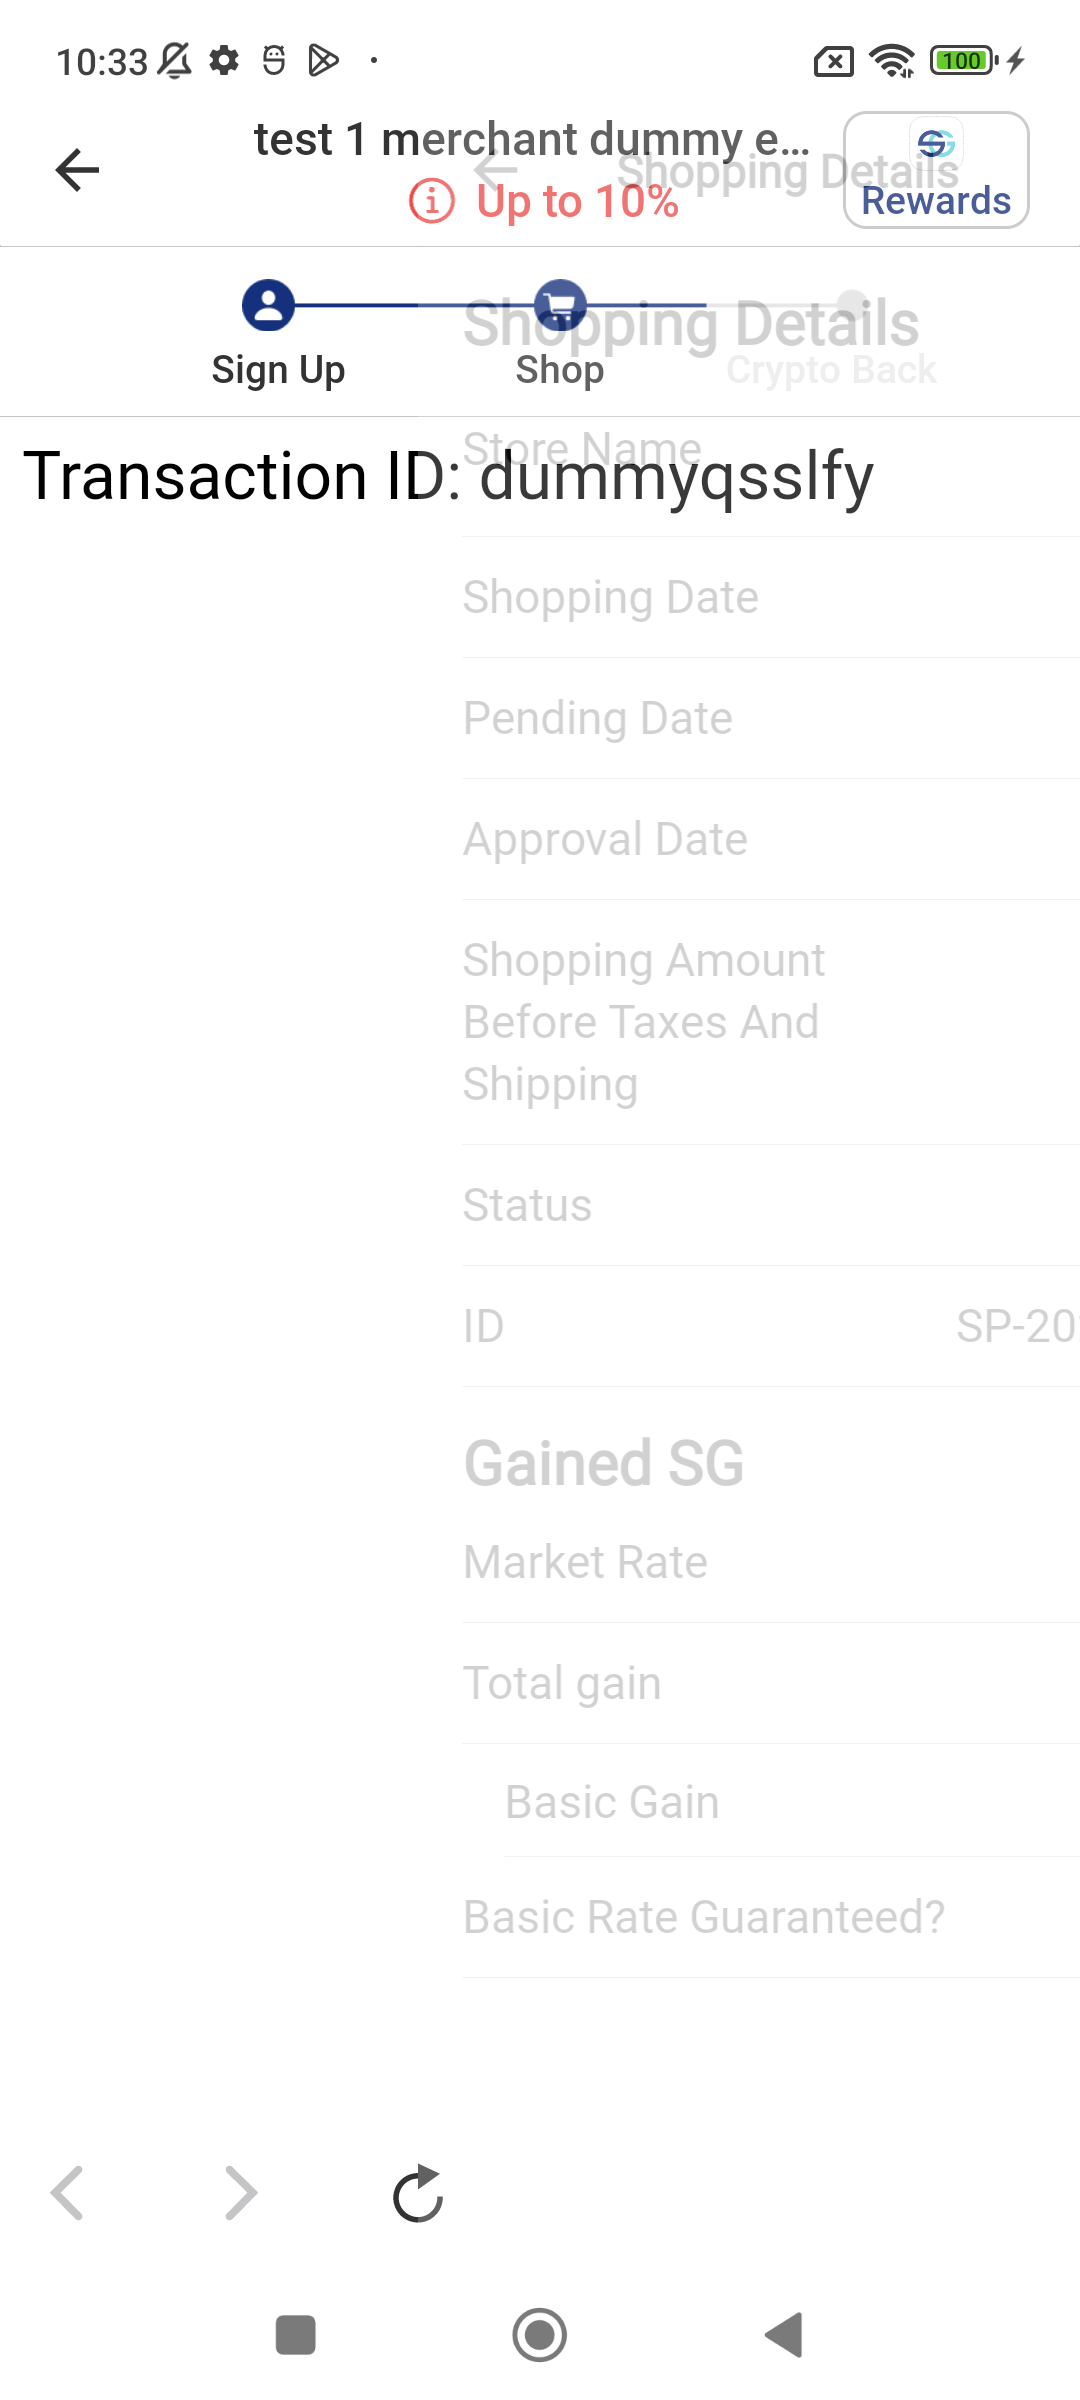 10:33
100
test 1 merchant dummy e...
Shopping Details
Up to 10%
Rewards
Shopping Details
Sign Up
Shop
Crypto Back
Store Name
Transaction ID: dummyqsslfy
Shopping Date
Pending Date
Approval Date
Shopping Amount
Before Taxes And
Shipping
Status
ID SP-20
Gained SG
Market Rate
Total gain
Basic Gain
Basic Rate Guaranteed?